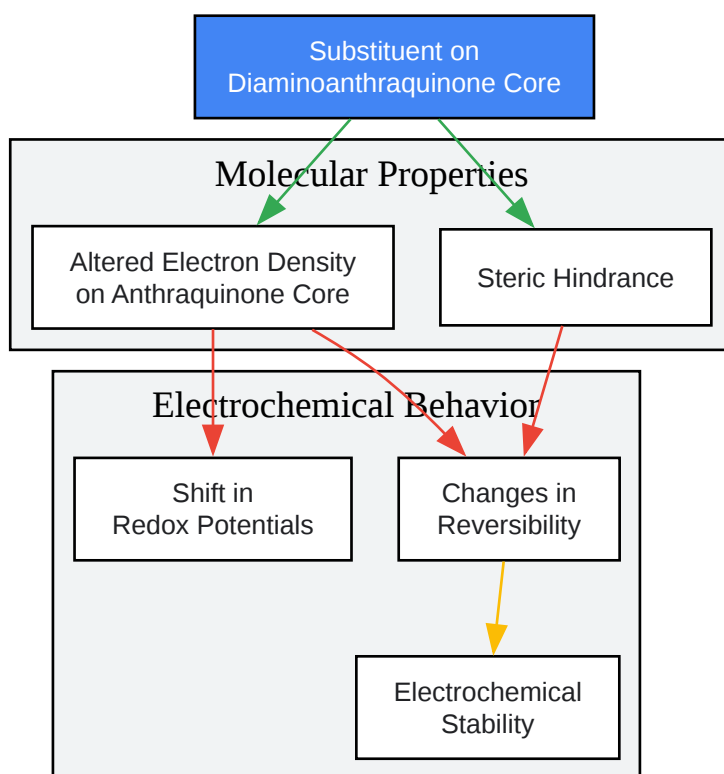 Substituent on
Diaminoanthraquinone Core
Molecular Properties
Altered Electron Density
on Anthraquinone Core
Steric Hindrance
Electrochemical Behavior
Shift in
Redox Potentials
Changes in
Reversibility
Electrochemical
Stability